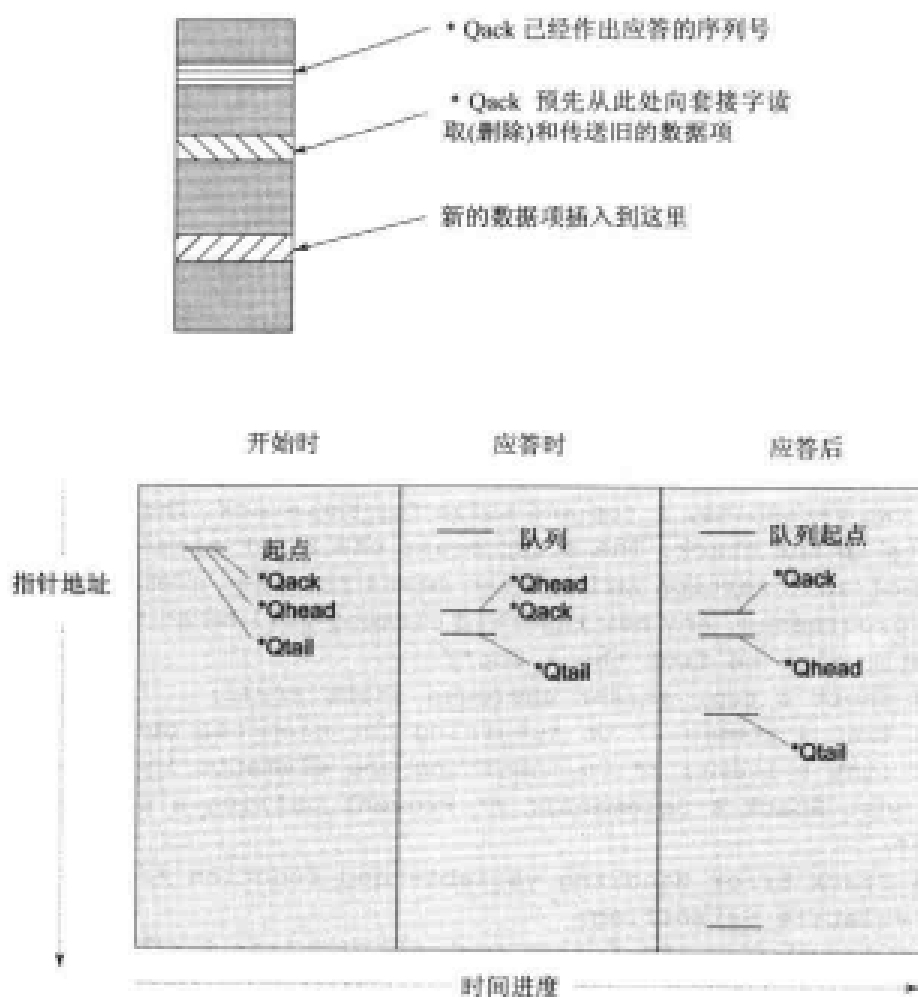 *Qack 已经作出应答的序列号
*Qack 预先从此处向套接字读
取(删除)和传送旧的数据项
新的数据项插入到这里
开始时
应答时
应答后
指针地址
起点
*Qack
*Qhead
*Qtail
队列
*Qhead
*Qack
*Qtail
队列起点
*Qack
*Qhead
*Qtail
时间进度